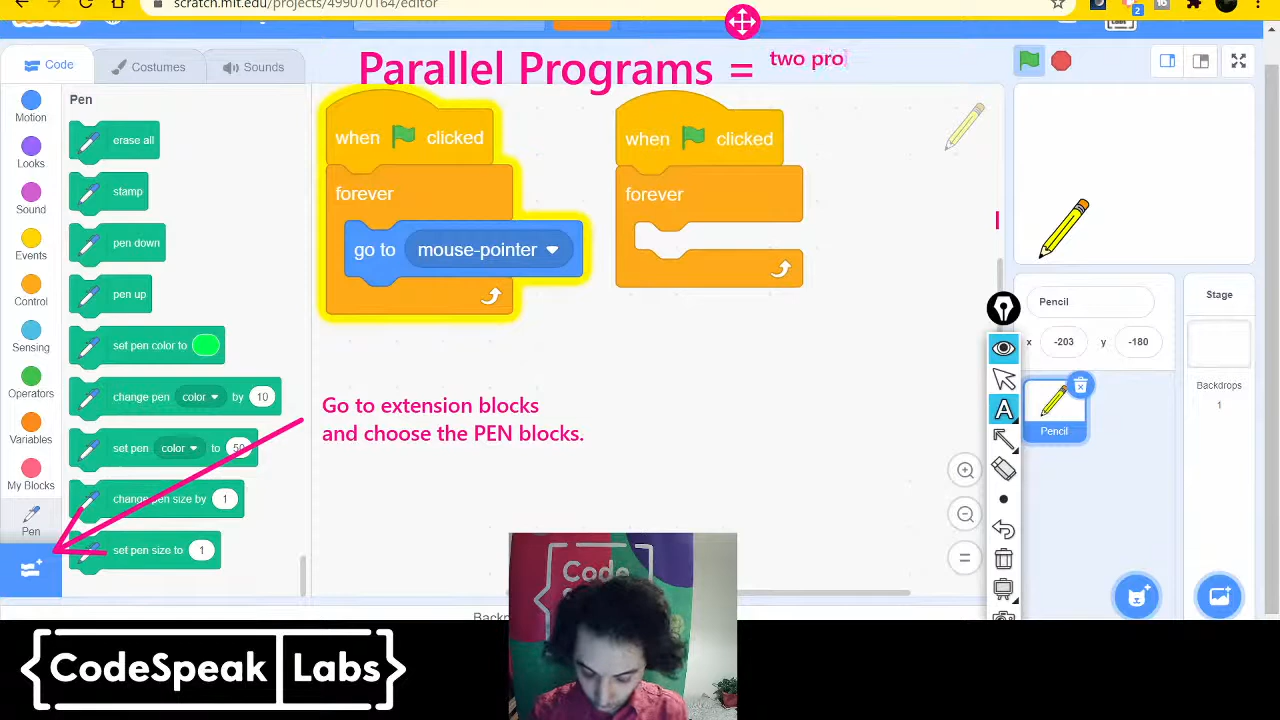 scratch.mit.edu/projects/499070164/editor
2
16
Parallel Programs = two pro
Code
Costumes
Sounds
Motion
Looks
Sound
Events
Control
Sensing
Operators
Variables
My Blocks
Pen
Pen
erase all
stamp
pen down
pen up
set pen color to
change pen color by 10
set pen color to 50
change pen size by 1
set pen size to 1
when clicked
forever
go to mouse-pointer
when clicked
forever
Go to extension blocks
and choose the PEN blocks.
A
Pencil
x -203 y -180
Pencil
Stage
Backdrops
1
Code
{CodeSpeak|Labs}